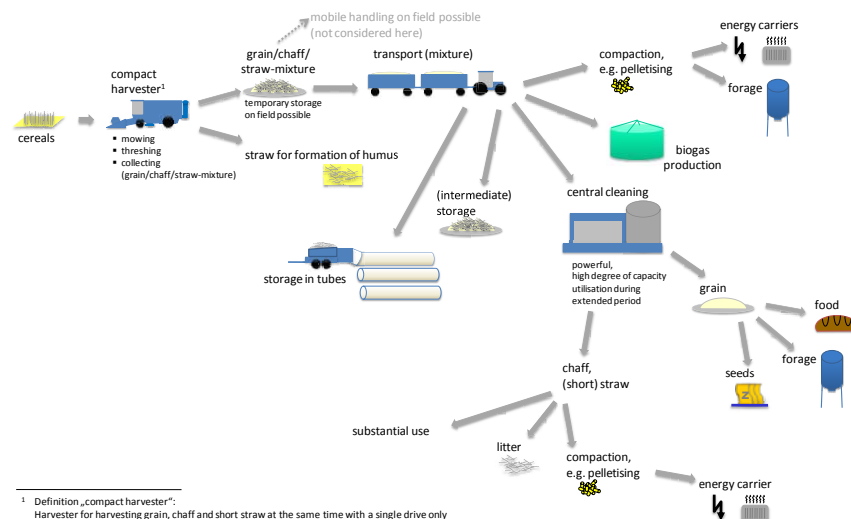 mobile handling on field possible
(not considered here)
energy carriers
grain/chaff/
straw-mixture
transport (mixture)
compaction,
e.g. pelletising
compact
harvester1
forage
temporary storage
on field possible
cereals
▪ mowing
▪ threshing
▪ collecting
(grain/chaff/straw-mixture)
straw for formation of humus
biogas
production
(intermediate)
storage
central cleaning
storage in tubes
powerful,
high degree of capacity
utilisation during
extended period
grain
food
forage
seeds
Z
chaff,
(short) straw
substantial use
litter
compaction,
e.g. pelletising
energy carrier
1 Definition „compact harvester“:
Harvester for harvesting grain, chaff and short straw at the same time with a single drive only